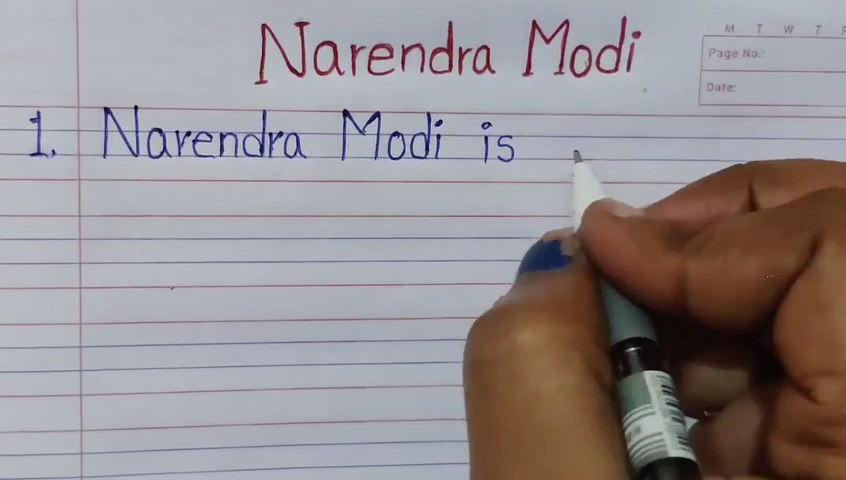 Narendra Modi
M T W T F
Page No.:
Date:
1. Narendra Modi is